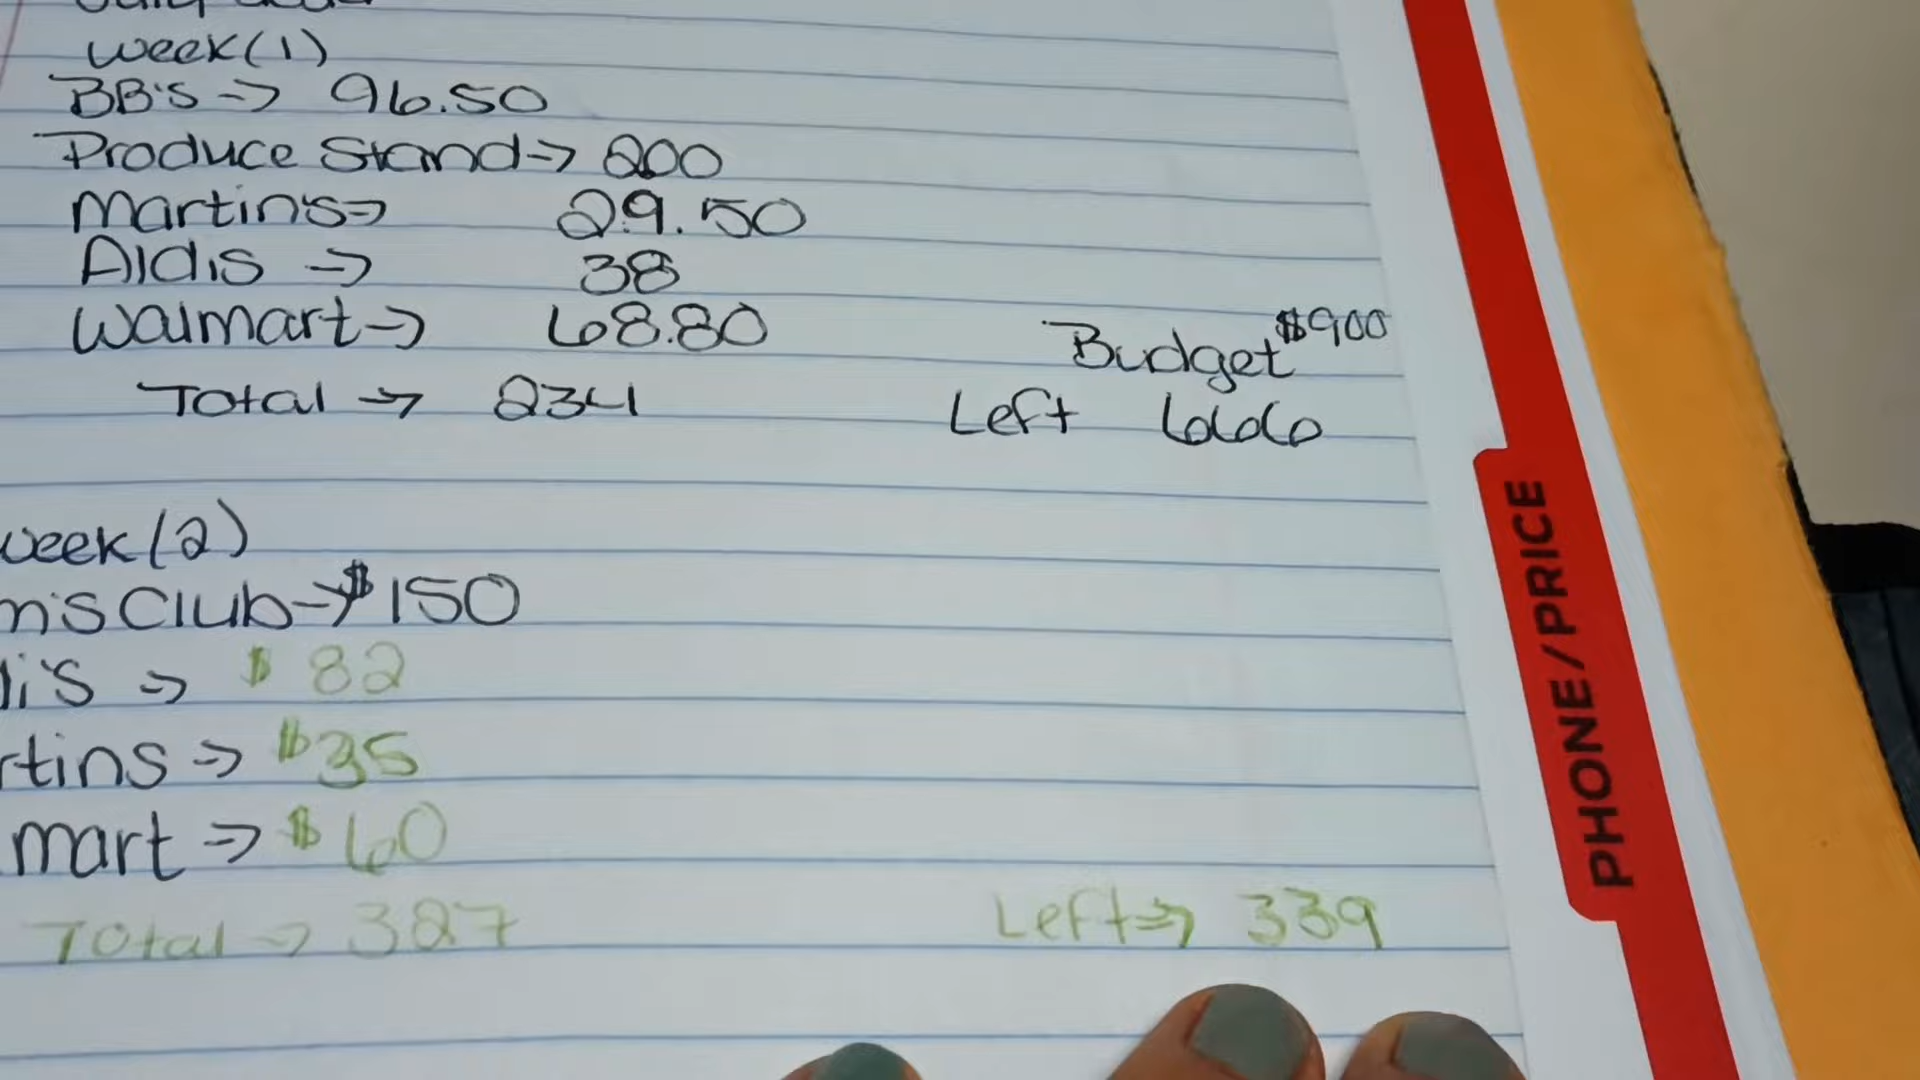 week (1)
BB's → 96.50
Produce Stand → 200
Martin's → 29.50
Aldis → 38
Walmart → 68.80
Budget $900
Total → 234
Left 666
week (2)
m's Club → $150
di's → $82
rtins → $35
mart → $60
Total → 327
Left → 339
PHONE/PRICE